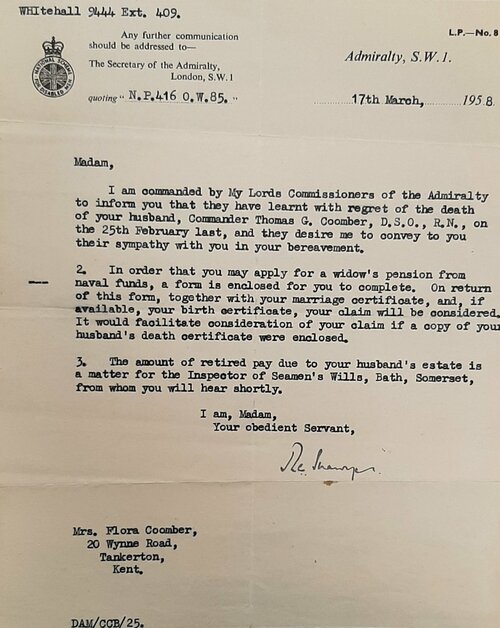 WHitehall 9444 Ext. 409.
L.P.—No. 8
Any further communication
should be addressed to—
The Secretary of the Admiralty,
London, S.W.1
quoting " N.P.416 O.W.85. "
Admiralty, S.W.1.
17th March, 1958.
NATIONAL SCHEME
FOR DISABLED MEN
Madam,
I am commanded by My Lords Commissioners of the Admiralty
to inform you that they have learnt with regret of the death
of your husband, Commander Thomas G. Coomber, D.S.O., R.N., on
the 25th February last, and they desire me to convey to you
their sympathy with you in your bereavement.
2. In order that you may apply for a widow's pension from
naval funds, a form is enclosed for you to complete. On return
of this form, together with your marriage certificate, and, if
available, your birth certificate, your claim will be considered.
It would facilitate consideration of your claim if a copy of your
husband's death certificate were enclosed.
3. The amount of retired pay due to your husband's estate is
a matter for the Inspector of Seamen's Wills, Bath, Somerset,
from whom you will hear shortly.
I am, Madam,
Your obedient Servant,
Mrs. Flora Coomber,
20 Wynne Road,
Tankerton,
Kent.
DAM/CCB/25.